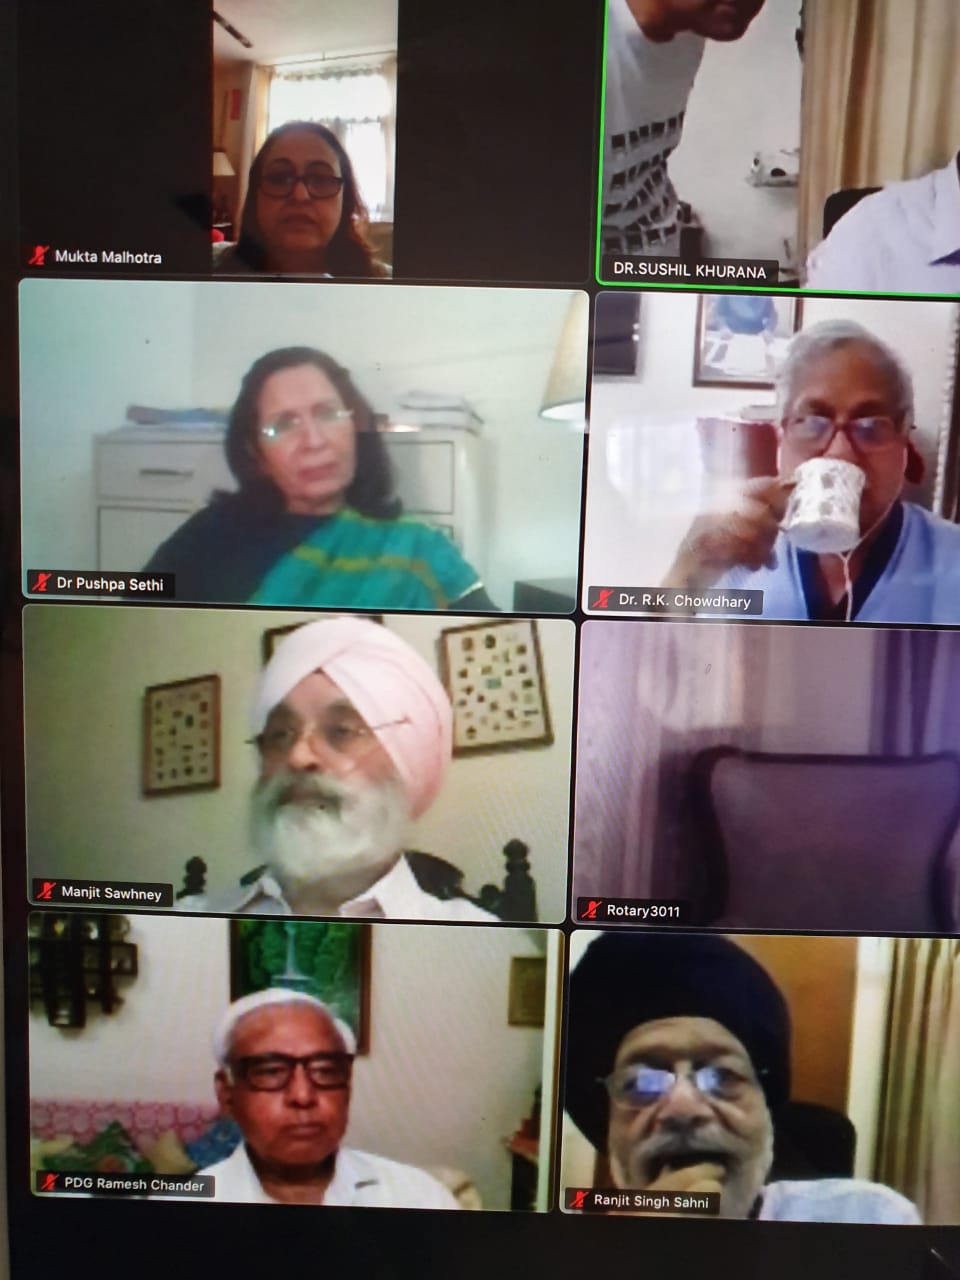 Mukta Malhotra
DR.SUSHIL KHURANA
Dr Pushpa Sethi
Dr. R.K. Chowdhary
Manjit Sawhney
Rotary3011
PDG Ramesh Chander
Ranjit Singh Sahni